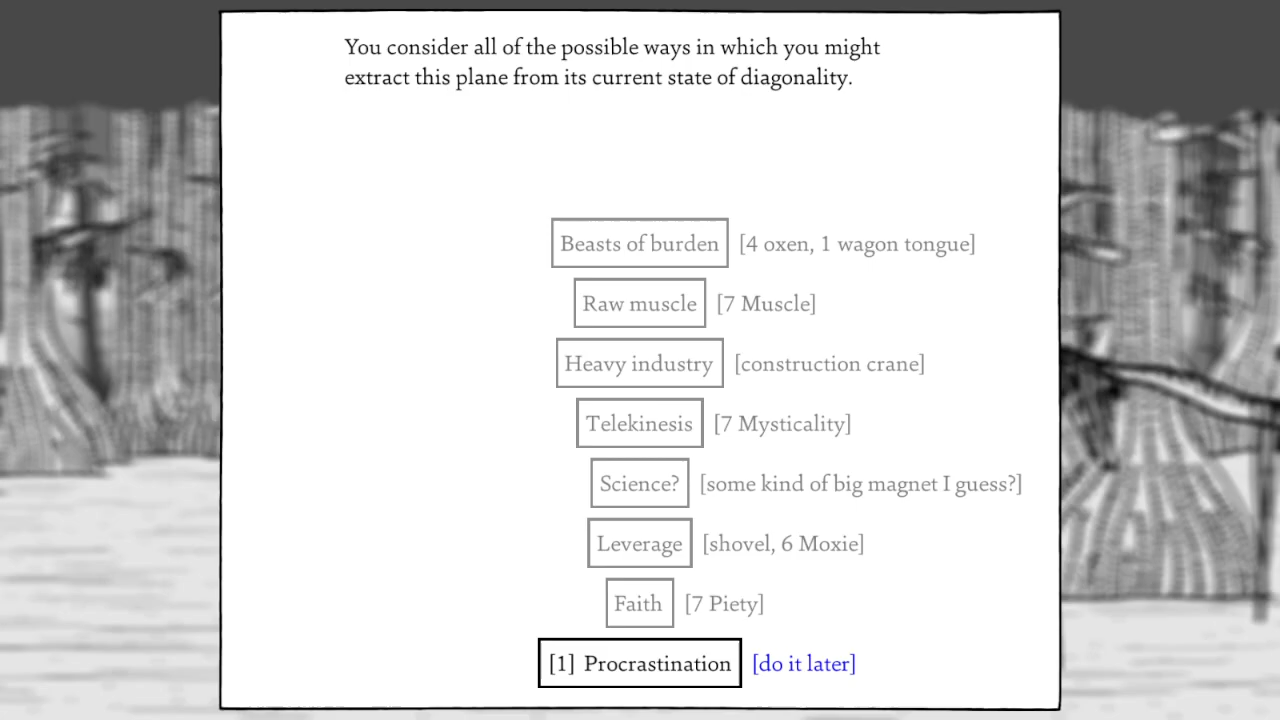 You consider all of the possible ways in which you might
extract this plane from its current state of diagonality.
Beasts of burden [4 oxen, 1 wagon tongue]
Raw muscle [7 Muscle]
Heavy industry [construction crane]
Telekinesis [7 Mysticality]
Science? [some kind of big magnet I guess?]
Leverage [shovel, 6 Moxie]
Faith [7 Piety]
[1] Procrastination [do it later]